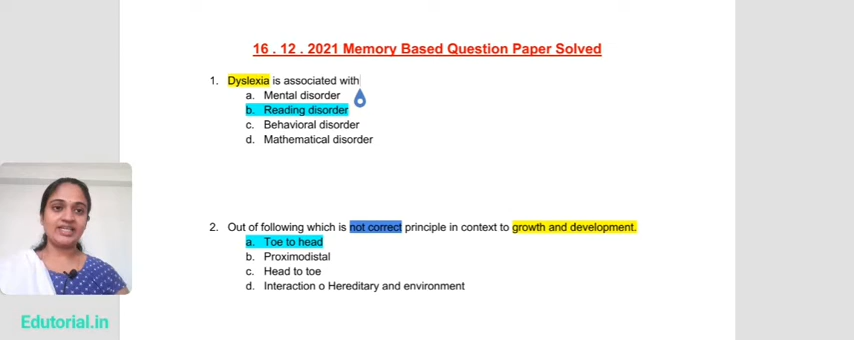 16 . 12 . 2021 Memory Based Question Paper Solved
1. Dyslexia is associated with
a. Mental disorder
b. Reading disorder
c. Behavioral disorder
d. Mathematical disorder
2. Out of following which is not correct principle in context to growth and development.
a. Toe to head
b. Proximodistal
c. Head to toe
d. Interaction o Hereditary and environment
Edutorial.in